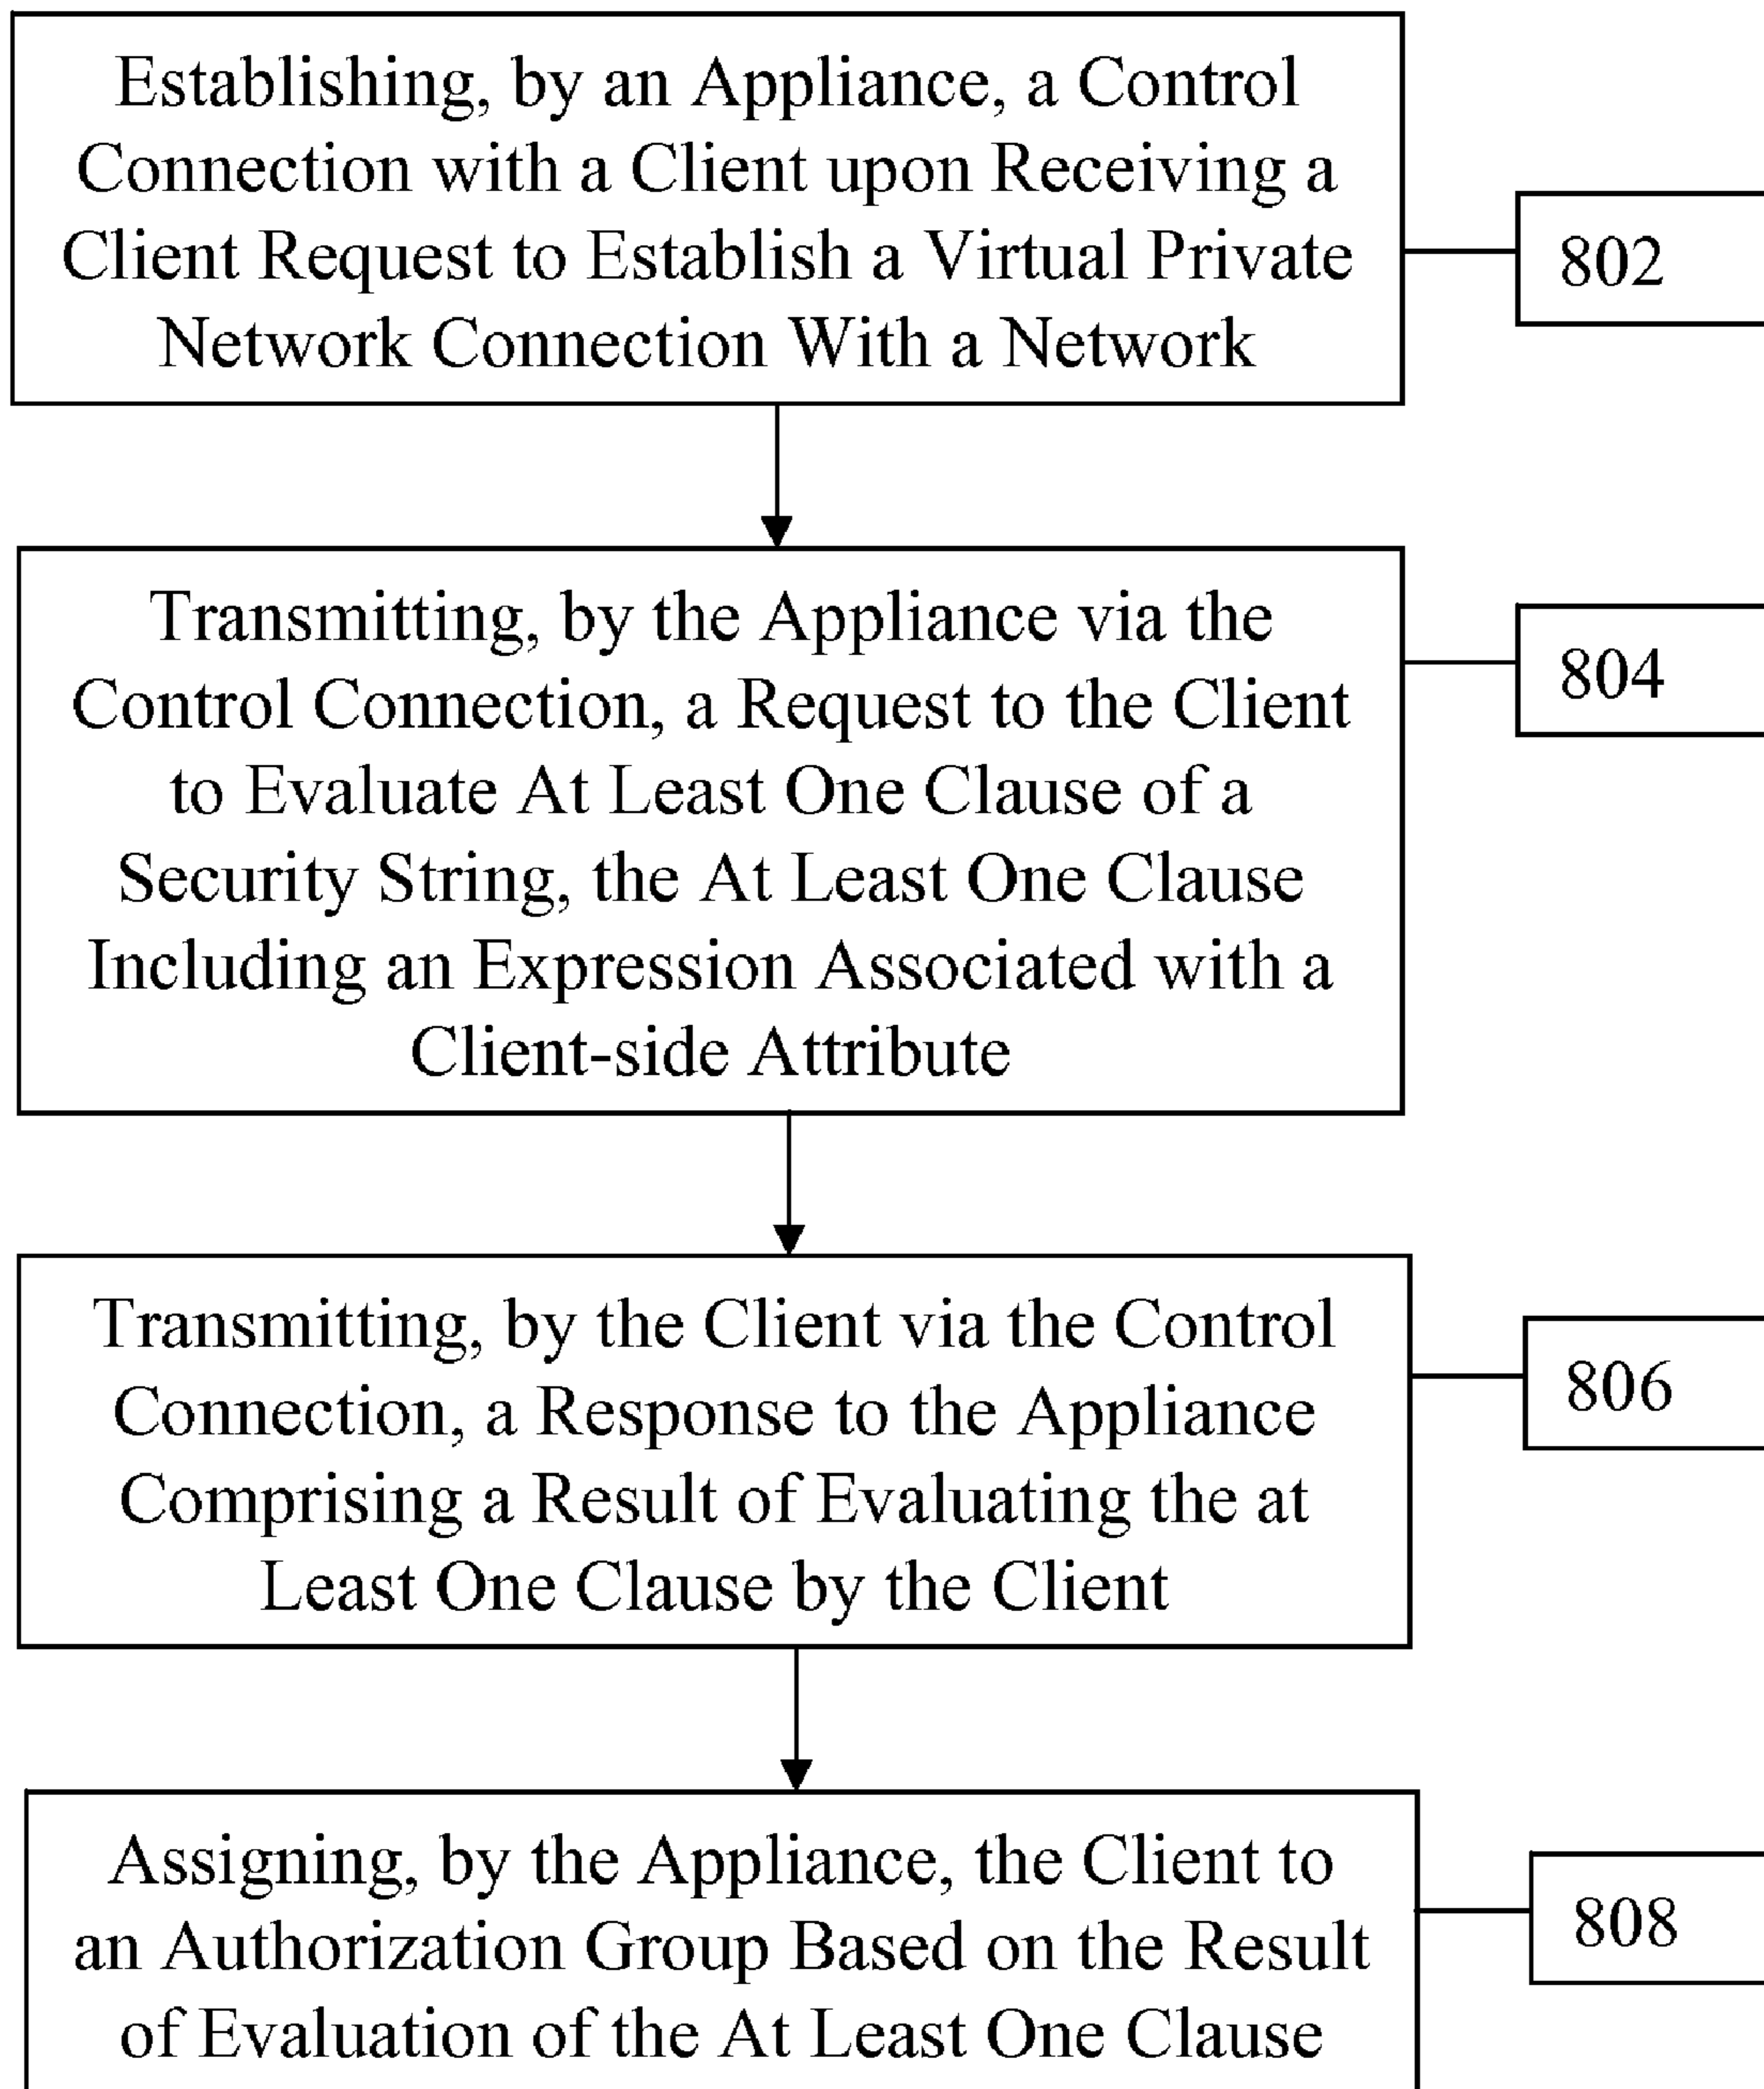 Establishing, by an Appliance, a Control
Connection with a Client upon Receiving a
Client Request to Establish a Virtual Private
Network Connection With a Network
802
Transmitting, by the Appliance via the
Control Connection, a Request to the Client
to Evaluate At Least One Clause of a
Security String, the At Least One Clause
Including an Expression Associated with a
Client-side Attribute
804
Transmitting, by the Client via the Control
Connection, a Response to the Appliance
Comprising a Result of Evaluating the at
Least One Clause by the Client
806
Assigning, by the Appliance, the Client to
an Authorization Group Based on the Result
of Evaluation of the At Least One Clause
808